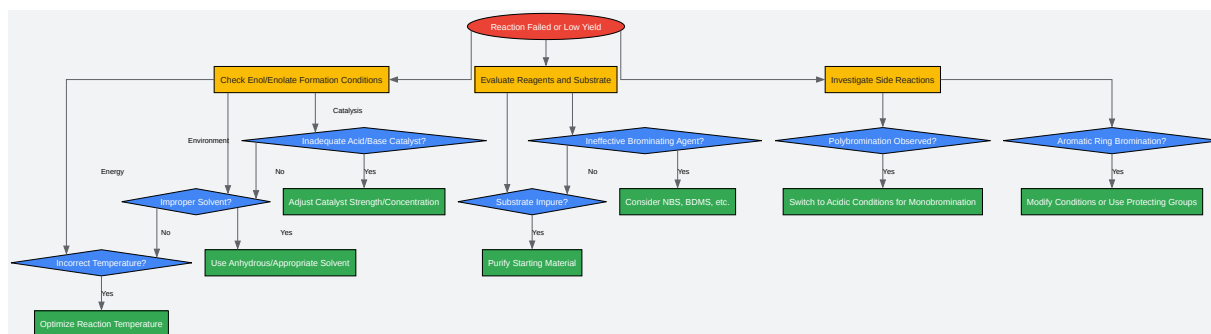 Reaction Failed or Low Yield
Check Enol/Enolate Formation Conditions
Evaluate Reagents and Substrate
Investigate Side Reactions
Catalysis
Environment
Inadequate Acid/Base Catalyst?
Ineffective Brominating Agent?
Polybromination Observed?
Aromatic Ring Bromination?
Energy
No
Yes
No
Yes
Yes
Yes
Improper Solvent?
Adjust Catalyst Strength/Concentration
Substrate Impure?
Consider NBS, BDMS, etc.
Switch to Acidic Conditions for Monobromination
Modify Conditions or Use Protecting Groups
No
Yes
Yes
Incorrect Temperature?
Use Anhydrous/Appropriate Solvent
Purify Starting Material
Yes
Optimize Reaction Temperature